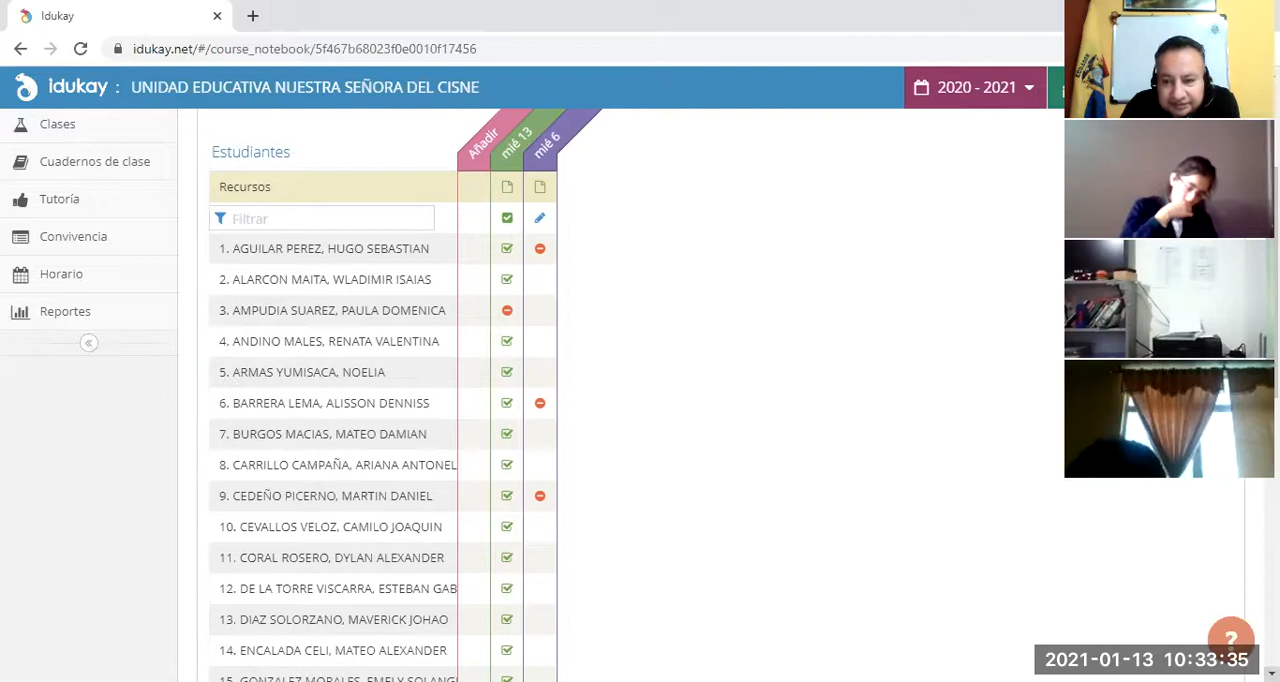 Idukay
idukay.net/#/course_notebook/5f467b68023f0e0010f17456
idukay : UNIDAD EDUCATIVA NUESTRA SEÑORA DEL CISNE
2020 - 2021
Clases
Cuadernos de clase
Tutoría
Convivencia
Horario
Reportes
Estudiantes
Añadir
mié 13
mié 6
Recursos
Filtrar
1. AGUILAR PEREZ, HUGO SEBASTIAN
2. ALARCON MAITA, WLADIMIR ISAIAS
3. AMPUDIA SUAREZ, PAULA DOMENICA
4. ANDINO MALES, RENATA VALENTINA
5. ARMAS YUMISACA, NOELIA
6. BARRERA LEMA, ALISSON DENNISS
7. BURGOS MACIAS, MATEO DAMIAN
8. CARRILLO CAMPAÑA, ARIANA ANTONEL
9. CEDEÑO PICERNO, MARTIN DANIEL
10. CEVALLOS VELOZ, CAMILO JOAQUIN
11. CORAL ROSERO, DYLAN ALEXANDER
12. DE LA TORRE VISCARRA, ESTEBAN GAB
13. DIAZ SOLORZANO, MAVERICK JOHAO
14. ENCALADA CELI, MATEO ALEXANDER
15. GONZALEZ MORALES, EMELY SOLANG
?
2021-01-13 10:33:35